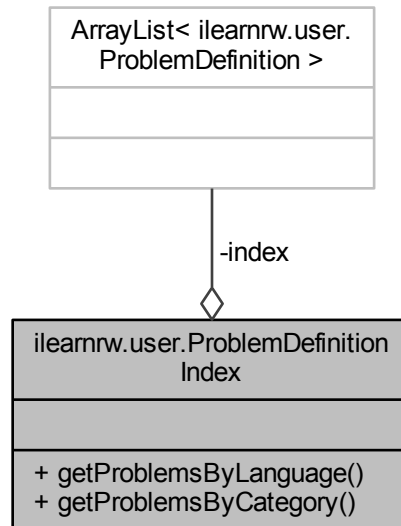 ArrayList< ilearnrw.user.
ProblemDefinition >
-index
ilearnrw.user.ProblemDefinition
Index
+ getProblemsByLanguage()
+ getProblemsByCategory()